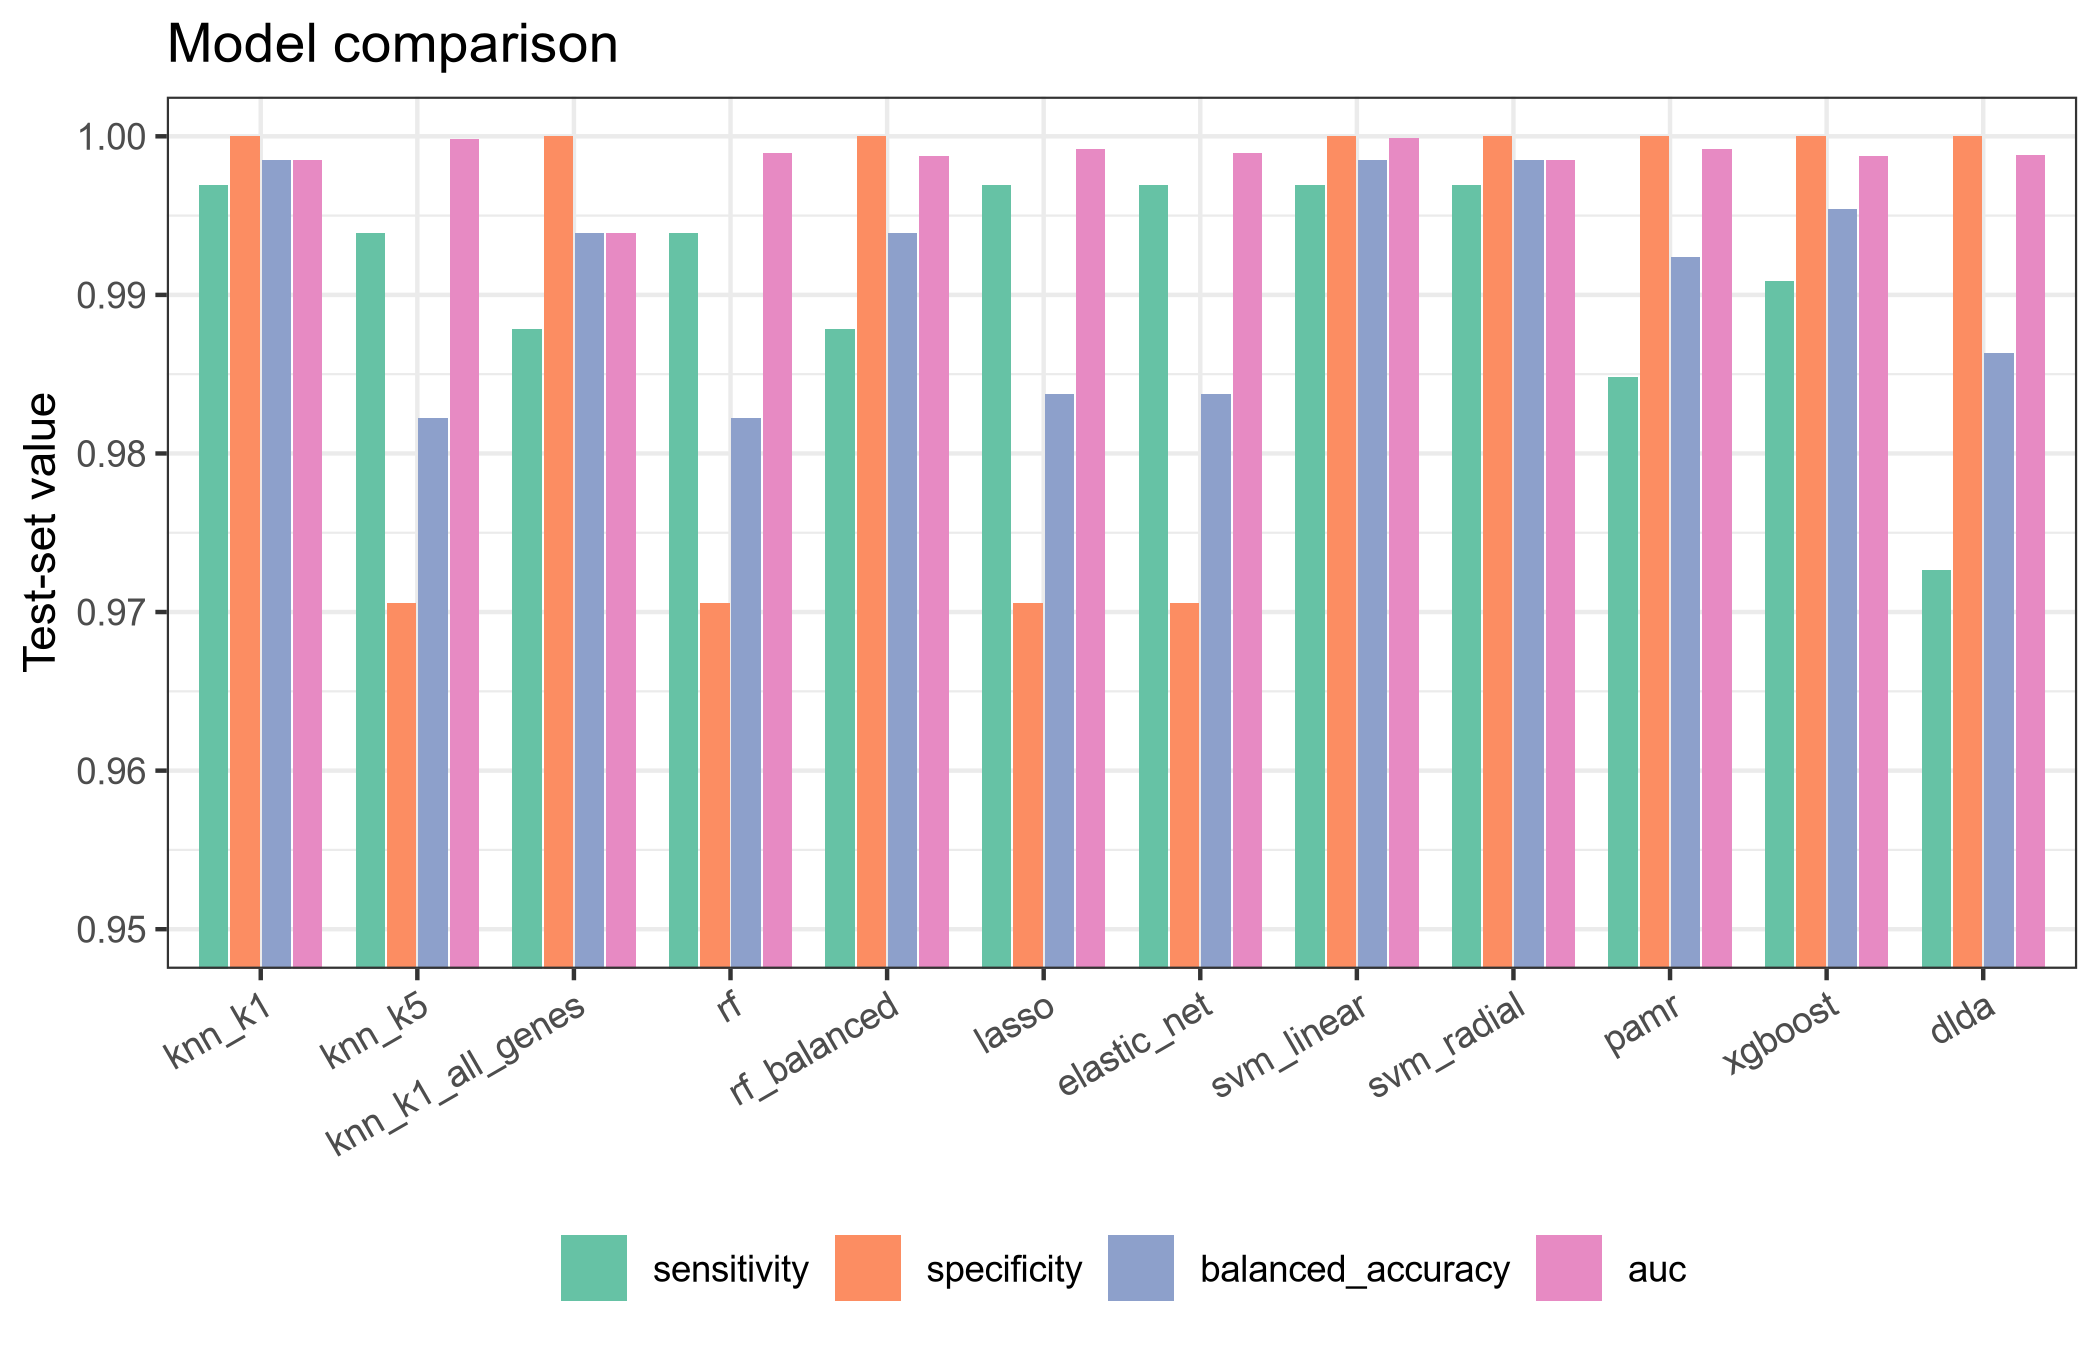 Model comparison
Test-set value
1.00
0.99
0.98
0.97
0.96
0.95
knn_k1
knn_k5
knn_k1_all_genes
rf
rf_balanced
lasso
elastic_net
svm_linear
svm_radial
pamr
xgboost
dlda
sensitivity
specificity
balanced_accuracy
auc